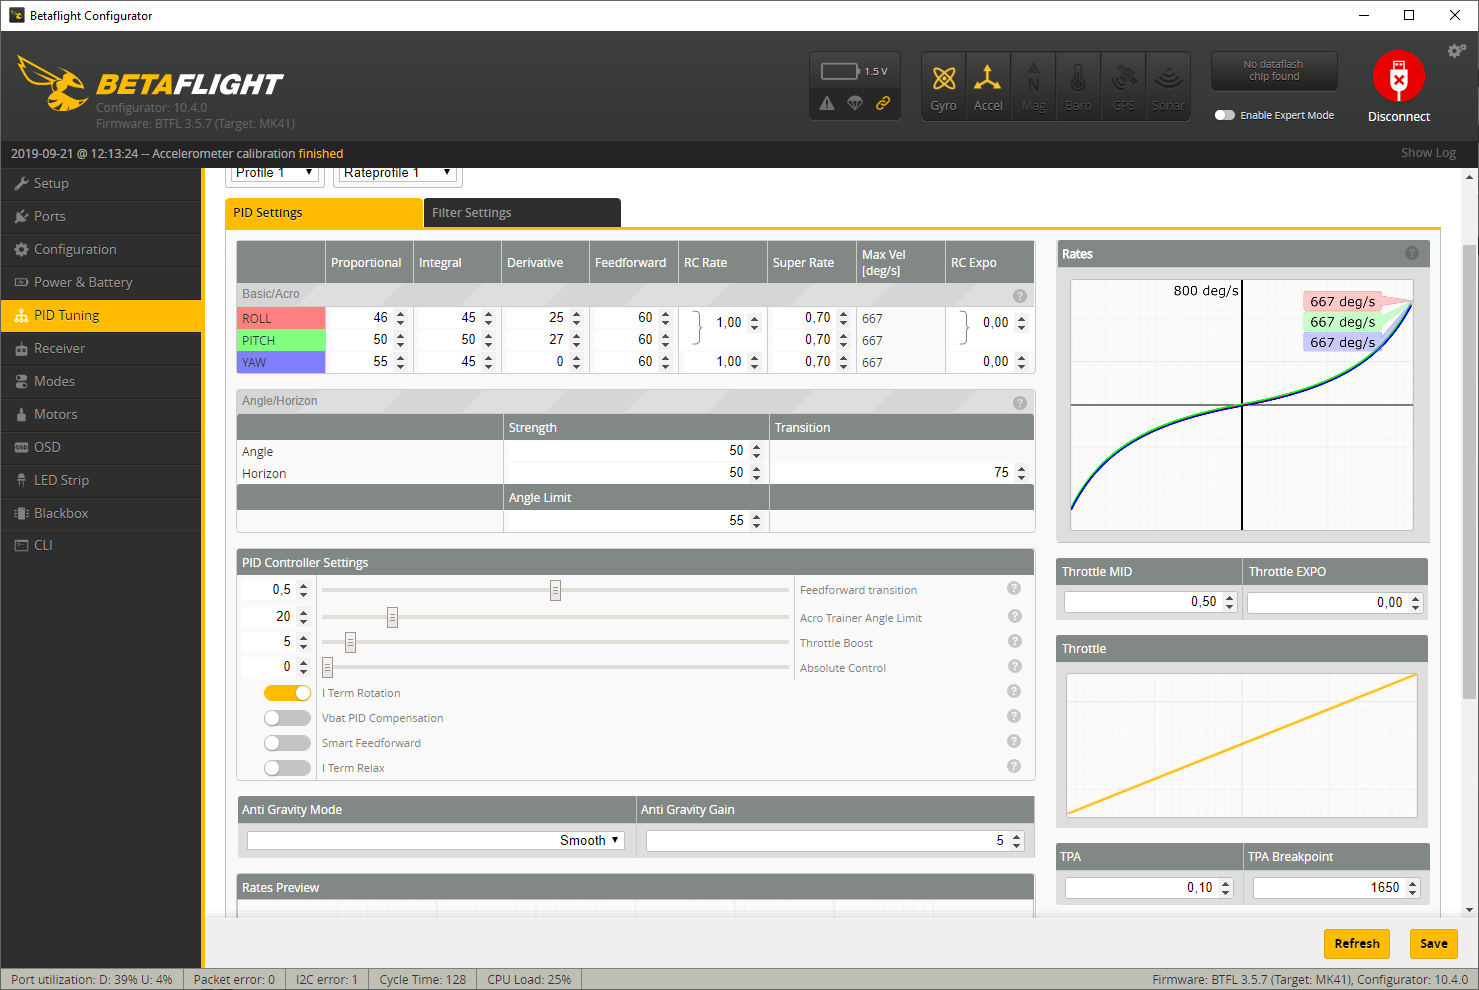 Betaflight Configurator
BETAFLIGHT
Configurator: 10.4.0
Firmware: BTFL 3.5.7 (Target: MK41)
1.5 V
Gyro
Accel
Mag
Baro
GPS
Sonar
No dataflash
chip found
Enable Expert Mode
Disconnect
2019-09-21 @ 12:13:24 -- Accelerometer calibration finished
Show Log
Setup
Ports
Configuration
Power & Battery
PID Tuning
Receiver
Modes
Motors
OSD
LED Strip
Blackbox
CLI
Profile 1 Rateprofile 1
PID Settings Filter Settings
Proportional Integral Derivative Feedforward RC Rate Super Rate Max Vel [deg/s] RC Expo
Basic/Acro
ROLL 46 45 25 60 1,00 0,70 667 0,00
PITCH 50 50 27 60 0,70 667
YAW 55 45 0 60 1,00 0,70 667 0,00
Angle/Horizon
Strength Transition
Angle 50
Horizon 50 75
Angle Limit
55
PID Controller Settings
0,5 Feedforward transition
20 Acro Trainer Angle Limit
5 Throttle Boost
0 Absolute Control
I Term Rotation
Vbat PID Compensation
Smart Feedforward
I Term Relax
Anti Gravity Mode Anti Gravity Gain
Smooth 5
Rates Preview
Rates
800 deg/s
667 deg/s
667 deg/s
667 deg/s
Throttle MID Throttle EXPO
0,50 0,00
Throttle
TPA TPA Breakpoint
0,10 1650
Refresh Save
Port utilization: D: 39% U: 4% Packet error: 0 I2C error: 1 Cycle Time: 128 CPU Load: 25% Firmware: BTFL 3.5.7 (Target: MK41), Configurator: 10.4.0